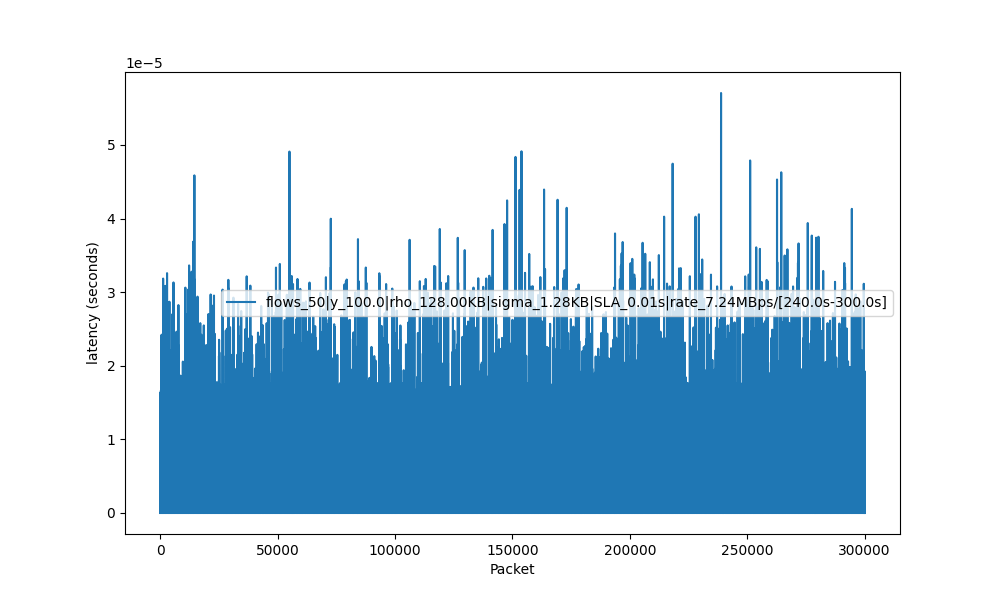 1e−5
5
4
3
2
1
0
latency (seconds)
flows_50|y_100.0|rho_128.00KB|sigma_1.28KB|SLA_0.01s|rate_7.24MBps/[240.0s-300.0s]
0 50000 100000 150000 200000 250000 300000
Packet